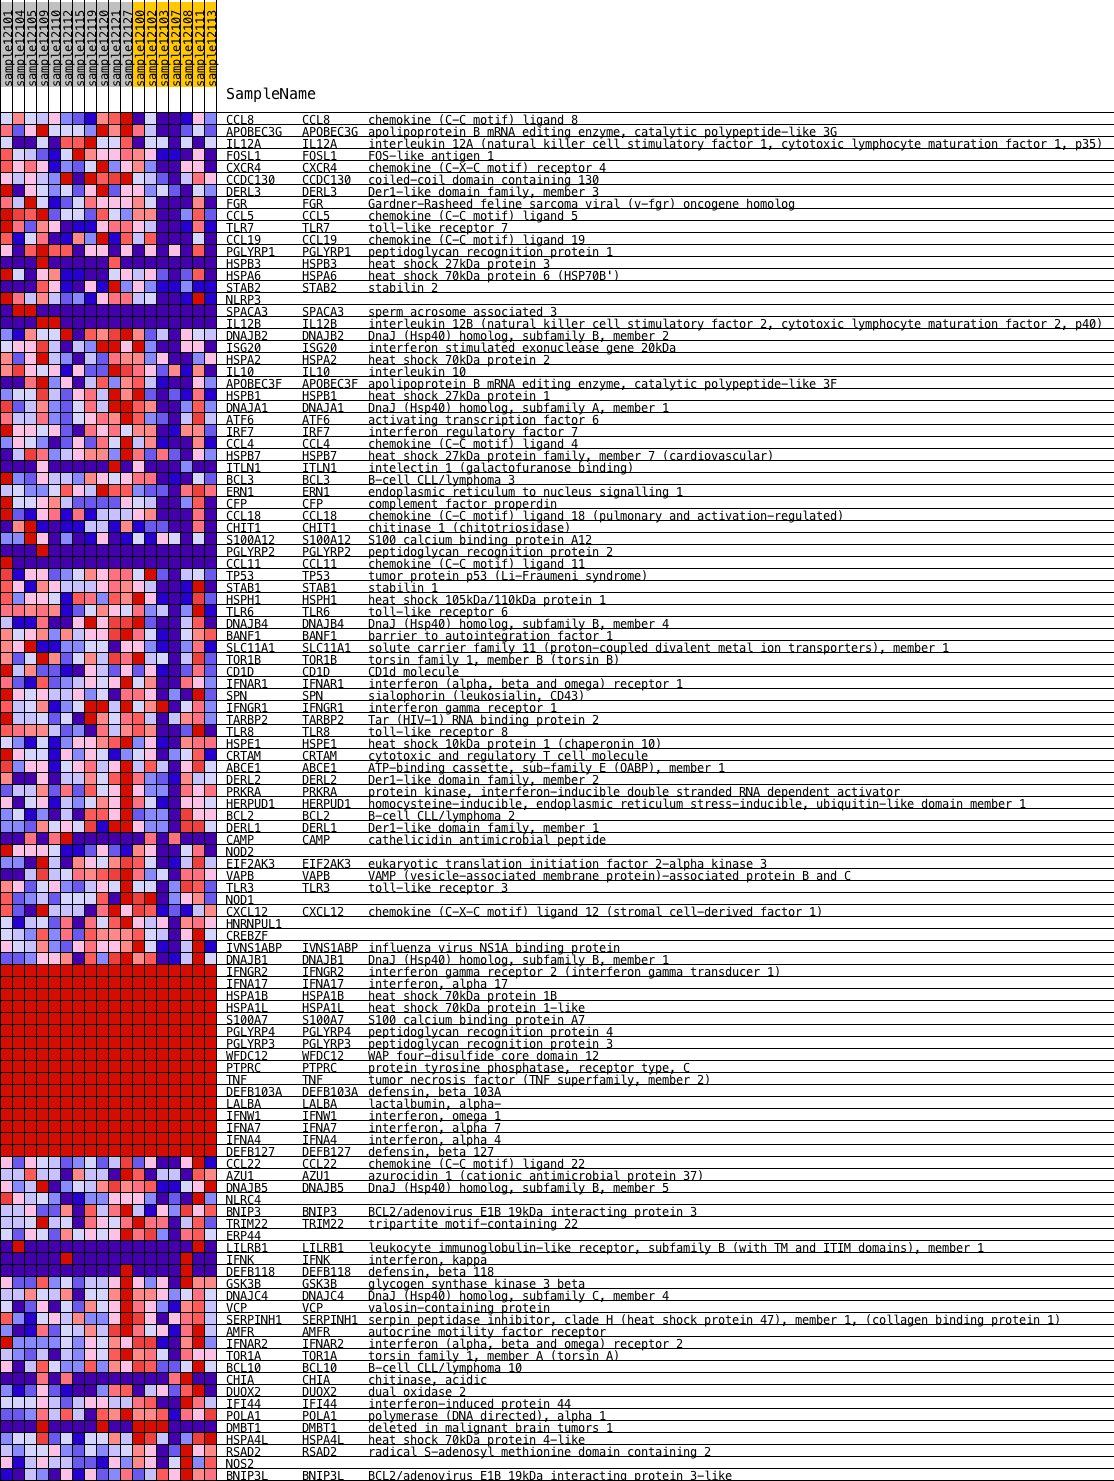 sample12101
sample12104
sample12105
sample12109
sample12110
sample12112
sample12115
sample12119
sample12120
sample12121
sample12127
sample12100
sample12102
sample12103
sample12107
sample12108
sample12111
sample12113
SampleName
CCL8 CCL8 chemokine (C-C motif) ligand 8
APOBEC3G APOBEC3G apolipoprotein B mRNA editing enzyme, catalytic polypeptide-like 3G
IL12A IL12A interleukin 12A (natural killer cell stimulatory factor 1, cytotoxic lymphocyte maturation factor 1, p35)
FOSL1 FOSL1 FOS-like antigen 1
CXCR4 CXCR4 chemokine (C-X-C motif) receptor 4
CCDC130 CCDC130 coiled-coil domain containing 130
DERL3 DERL3 Der1-like domain family, member 3
FGR FGR Gardner-Rasheed feline sarcoma viral (v-fgr) oncogene homolog
CCL5 CCL5 chemokine (C-C motif) ligand 5
TLR7 TLR7 toll-like receptor 7
CCL19 CCL19 chemokine (C-C motif) ligand 19
PGLYRP1 PGLYRP1 peptidoglycan recognition protein 1
HSPB3 HSPB3 heat shock 27kDa protein 3
HSPA6 HSPA6 heat shock 70kDa protein 6 (HSP70B')
STAB2 STAB2 stabilin 2
NLRP3
SPACA3 SPACA3 sperm acrosome associated 3
IL12B IL12B interleukin 12B (natural killer cell stimulatory factor 2, cytotoxic lymphocyte maturation factor 2, p40)
DNAJB2 DNAJB2 DnaJ (Hsp40) homolog, subfamily B, member 2
ISG20 ISG20 interferon stimulated exonuclease gene 20kDa
HSPA2 HSPA2 heat shock 70kDa protein 2
IL10 IL10 interleukin 10
APOBEC3F APOBEC3F apolipoprotein B mRNA editing enzyme, catalytic polypeptide-like 3F
HSPB1 HSPB1 heat shock 27kDa protein 1
DNAJA1 DNAJA1 DnaJ (Hsp40) homolog, subfamily A, member 1
ATF6 ATF6 activating transcription factor 6
IRF7 IRF7 interferon regulatory factor 7
CCL4 CCL4 chemokine (C-C motif) ligand 4
HSPB7 HSPB7 heat shock 27kDa protein family, member 7 (cardiovascular)
ITLN1 ITLN1 intelectin 1 (galactofuranose binding)
BCL3 BCL3 B-cell CLL/lymphoma 3
ERN1 ERN1 endoplasmic reticulum to nucleus signalling 1
CFP CFP complement factor properdin
CCL18 CCL18 chemokine (C-C motif) ligand 18 (pulmonary and activation-regulated)
CHIT1 CHIT1 chitinase 1 (chitotriosidase)
S100A12 S100A12 S100 calcium binding protein A12
PGLYRP2 PGLYRP2 peptidoglycan recognition protein 2
CCL11 CCL11 chemokine (C-C motif) ligand 11
TP53 TP53 tumor protein p53 (Li-Fraumeni syndrome)
STAB1 STAB1 stabilin 1
HSPH1 HSPH1 heat shock 105kDa/110kDa protein 1
TLR6 TLR6 toll-like receptor 6
DNAJB4 DNAJB4 DnaJ (Hsp40) homolog, subfamily B, member 4
BANF1 BANF1 barrier to autointegration factor 1
SLC11A1 SLC11A1 solute carrier family 11 (proton-coupled divalent metal ion transporters), member 1
TOR1B TOR1B torsin family 1, member B (torsin B)
CD1D CD1D CD1d molecule
IFNAR1 IFNAR1 interferon (alpha, beta and omega) receptor 1
SPN SPN sialophorin (leukosialin, CD43)
IFNGR1 IFNGR1 interferon gamma receptor 1
TARBP2 TARBP2 Tar (HIV-1) RNA binding protein 2
TLR8 TLR8 toll-like receptor 8
HSPE1 HSPE1 heat shock 10kDa protein 1 (chaperonin 10)
CRTAM CRTAM cytotoxic and regulatory T cell molecule
ABCE1 ABCE1 ATP-binding cassette, sub-family E (OABP), member 1
DERL2 DERL2 Der1-like domain family, member 2
PRKRA PRKRA protein kinase, interferon-inducible double stranded RNA dependent activator
HERPUD1 HERPUD1 homocysteine-inducible, endoplasmic reticulum stress-inducible, ubiquitin-like domain member 1
BCL2 BCL2 B-cell CLL/lymphoma 2
DERL1 DERL1 Der1-like domain family, member 1
CAMP CAMP cathelicidin antimicrobial peptide
NOD2
EIF2AK3 EIF2AK3 eukaryotic translation initiation factor 2-alpha kinase 3
VAPB VAPB VAMP (vesicle-associated membrane protein)-associated protein B and C
TLR3 TLR3 toll-like receptor 3
NOD1
CXCL12 CXCL12 chemokine (C-X-C motif) ligand 12 (stromal cell-derived factor 1)
HNRNPUL1
CREBZF
IVNS1ABP IVNS1ABP influenza virus NS1A binding protein
DNAJB1 DNAJB1 DnaJ (Hsp40) homolog, subfamily B, member 1
IFNGR2 IFNGR2 interferon gamma receptor 2 (interferon gamma transducer 1)
IFNA17 IFNA17 interferon, alpha 17
HSPA1B HSPA1B heat shock 70kDa protein 1B
HSPA1L HSPA1L heat shock 70kDa protein 1-like
S100A7 S100A7 S100 calcium binding protein A7
PGLYRP4 PGLYRP4 peptidoglycan recognition protein 4
PGLYRP3 PGLYRP3 peptidoglycan recognition protein 3
WFDC12 WFDC12 WAP four-disulfide core domain 12
PTPRC PTPRC protein tyrosine phosphatase, receptor type, C
TNF TNF tumor necrosis factor (TNF superfamily, member 2)
DEFB103A DEFB103A defensin, beta 103A
LALBA LALBA lactalbumin, alpha-
IFNW1 IFNW1 interferon, omega 1
IFNA7 IFNA7 interferon, alpha 7
IFNA4 IFNA4 interferon, alpha 4
DEFB127 DEFB127 defensin, beta 127
CCL22 CCL22 chemokine (C-C motif) ligand 22
AZU1 AZU1 azurocidin 1 (cationic antimicrobial protein 37)
DNAJB5 DNAJB5 DnaJ (Hsp40) homolog, subfamily B, member 5
NLRC4
BNIP3 BNIP3 BCL2/adenovirus E1B 19kDa interacting protein 3
TRIM22 TRIM22 tripartite motif-containing 22
ERP44
LILRB1 LILRB1 leukocyte immunoglobulin-like receptor, subfamily B (with TM and ITIM domains), member 1
IFNK IFNK interferon, kappa
DEFB118 DEFB118 defensin, beta 118
GSK3B GSK3B glycogen synthase kinase 3 beta
DNAJC4 DNAJC4 DnaJ (Hsp40) homolog, subfamily C, member 4
VCP VCP valosin-containing protein
SERPINH1 SERPINH1 serpin peptidase inhibitor, clade H (heat shock protein 47), member 1, (collagen binding protein 1)
AMFR AMFR autocrine motility factor receptor
IFNAR2 IFNAR2 interferon (alpha, beta and omega) receptor 2
TOR1A TOR1A torsin family 1, member A (torsin A)
BCL10 BCL10 B-cell CLL/lymphoma 10
CHIA CHIA chitinase, acidic
DUOX2 DUOX2 dual oxidase 2
IFI44 IFI44 interferon-induced protein 44
POLA1 POLA1 polymerase (DNA directed), alpha 1
DMBT1 DMBT1 deleted in malignant brain tumors 1
HSPA4L HSPA4L heat shock 70kDa protein 4-like
RSAD2 RSAD2 radical S-adenosyl methionine domain containing 2
NOS2
BNIP3L BNIP3L BCL2/adenovirus E1B 19kDa interacting protein 3-like